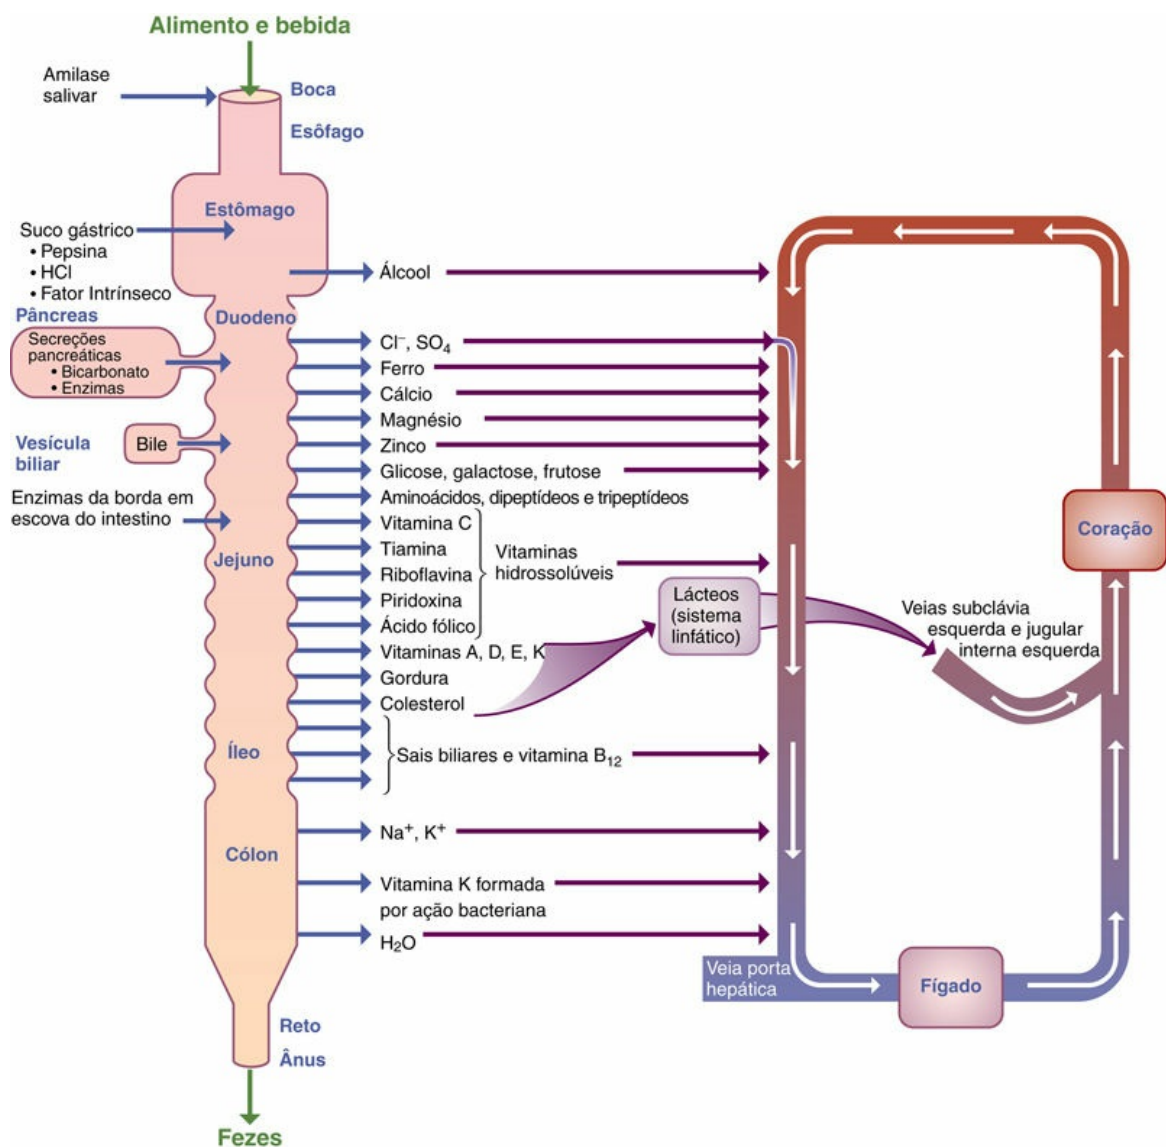 Alimento e bebida
Amilase
salivar
Boca
Esôfago
Estômago
Suco gástrico
• Pepsina
• HCl
• Fator Intrínseco
Álcool
Pâncreas
Duodeno
Secreções
pancreáticas
• Bicarbonato
• Enzimas
Cl⁻, SO₄
Ferro
Cálcio
Magnésio
Vesícula
biliar
Bile
Zinco
Glicose, galactose, frutose
Enzimas da borda em
escova do intestino
Aminoácidos, dipeptídeos e tripeptídeos
Vitamina C
Tiamina
Riboflavina
Piridoxina
Ácido fólico
Vitaminas
hidrossolúveis
Jejuno
Coração
Lácteos
(sistema
linfático)
Veias subclávia
esquerda e jugular
interna esquerda
Vitaminas A, D, E, K
Gordura
Colesterol
Íleo
Sais biliares e vitamina B₁₂
Na⁺, K⁺
Cólon
Vitamina K formada
por ação bacteriana
H₂O
Veia porta
hepática
Fígado
Reto
Ânus
Fezes